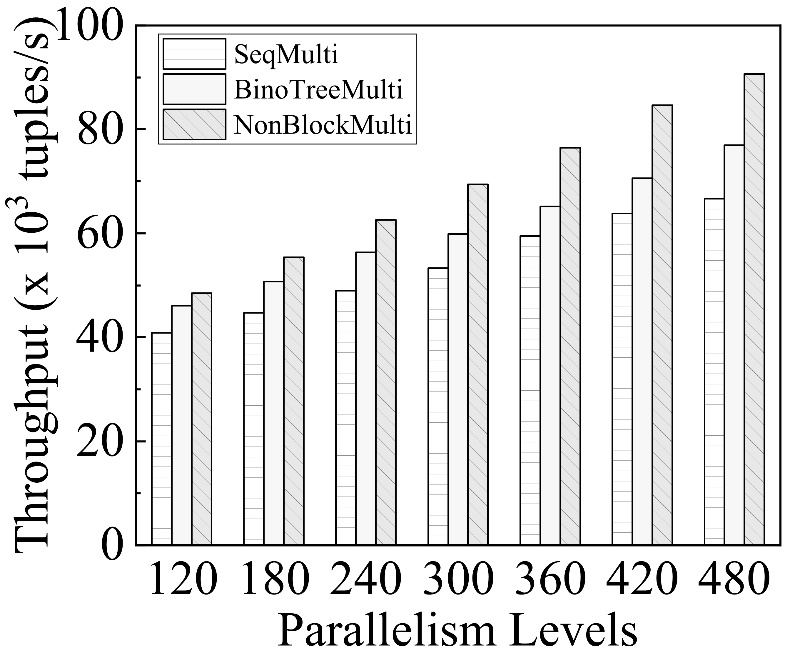 Throughput (x 10³ tuples/s)
100
80
60
40
20
0
SeqMulti
BinoTreeMulti
NonBlockMulti
120 180 240 300 360 420 480
Parallelism Levels